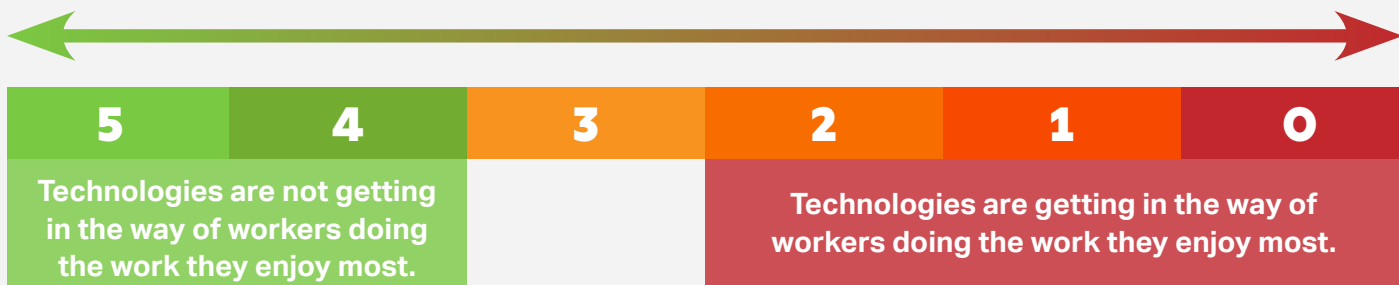 5 4 3 2 1 0
Technologies are not getting
in the way of workers doing
the work they enjoy most.
Technologies are getting in the way of
workers doing the work they enjoy most.